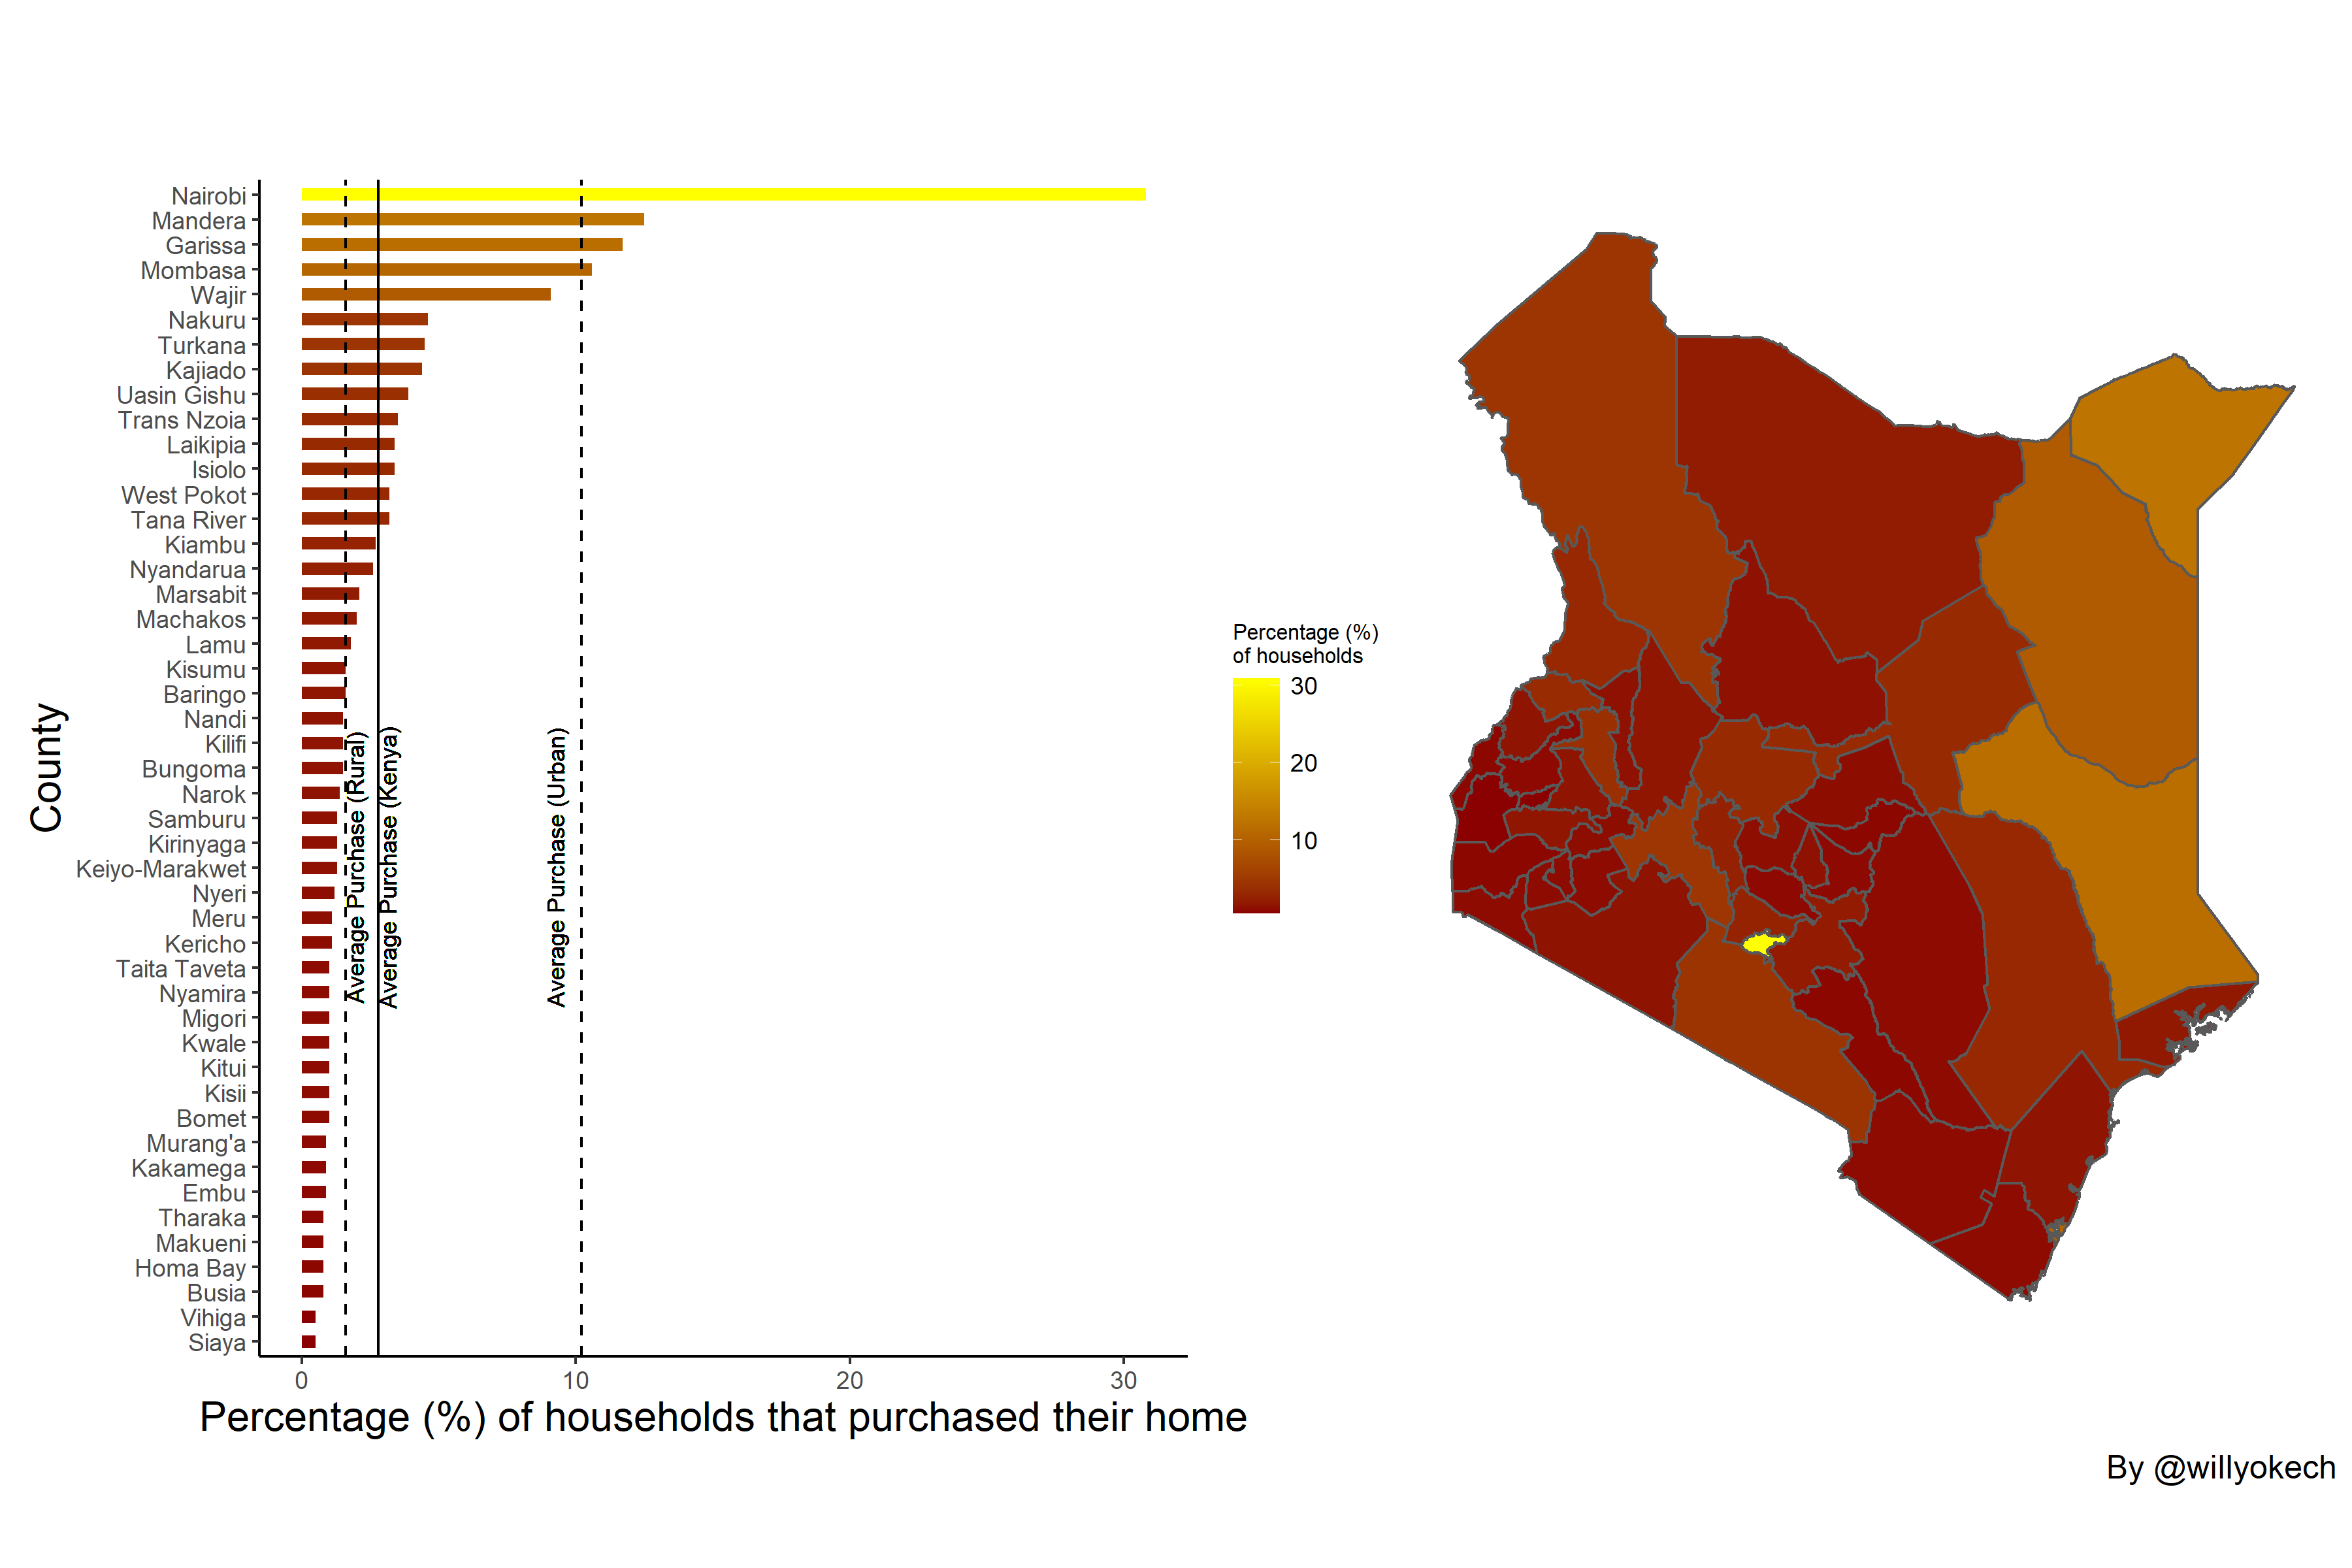 County
Nairobi
Mandera
Garissa
Mombasa
Wajir
Nakuru
Turkana
Kajiado
Uasin Gishu
Trans Nzoia
Laikipia
Isiolo
West Pokot
Tana River
Kiambu
Nyandarua
Marsabit
Machakos
Lamu
Kisumu
Baringo
Nandi
Kilifi
Bungoma
Narok
Samburu
Kirinyaga
Keiyo-Marakwet
Nyeri
Meru
Kericho
Taita Taveta
Nyamira
Migori
Kwale
Kitui
Kisii
Bomet
Murang'a
Kakamega
Embu
Tharaka
Makueni
Homa Bay
Busia
Vihiga
Siaya
Average Purchase (Rural)
Average Purchase (Kenya)
Average Purchase (Urban)
0 10 20 30
Percentage (%) of households that purchased their home
Percentage (%)
of households
30
20
10
By @willyokech